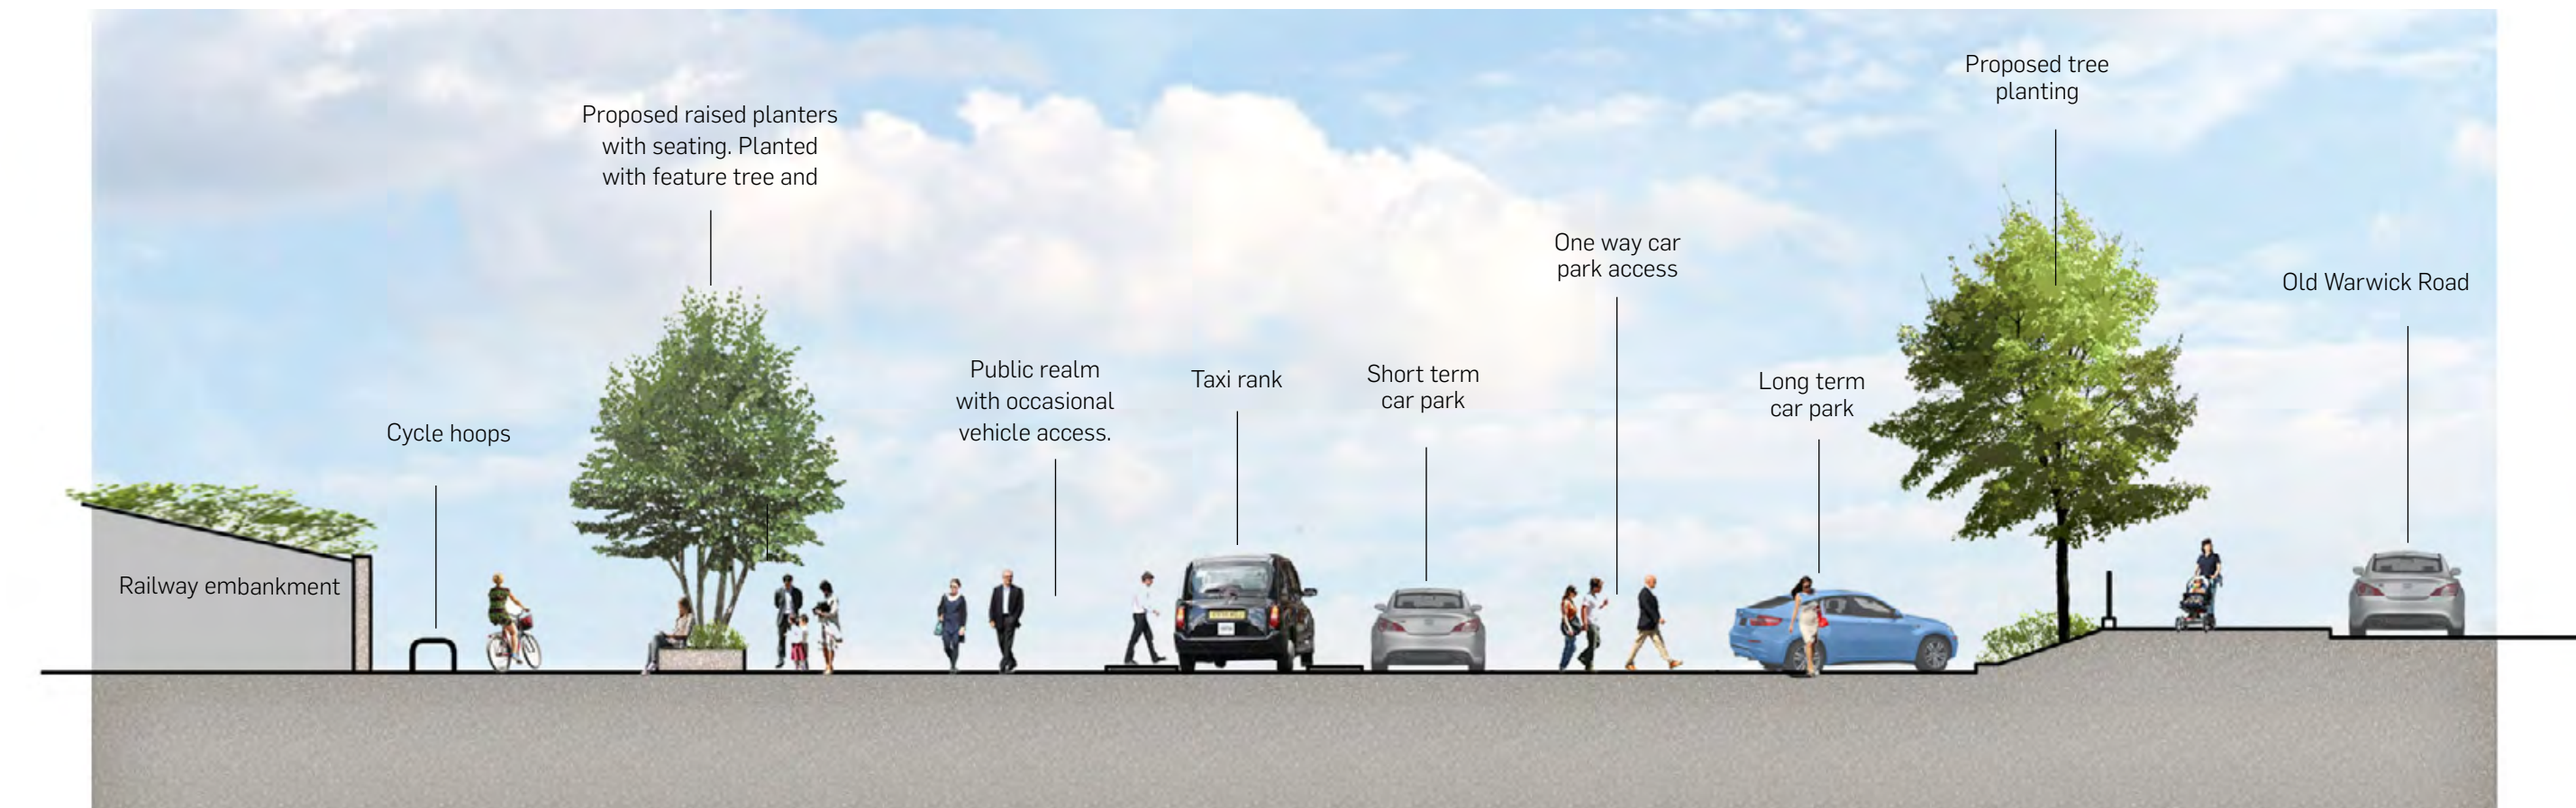 Proposed tree
planting
Proposed raised planters
with seating. Planted
with feature tree and
One way car
park access
Old Warwick Road
Public realm
with occasional
vehicle access.
Taxi rank
Short term
car park
Long term
car park
Cycle hoops
Railway embankment